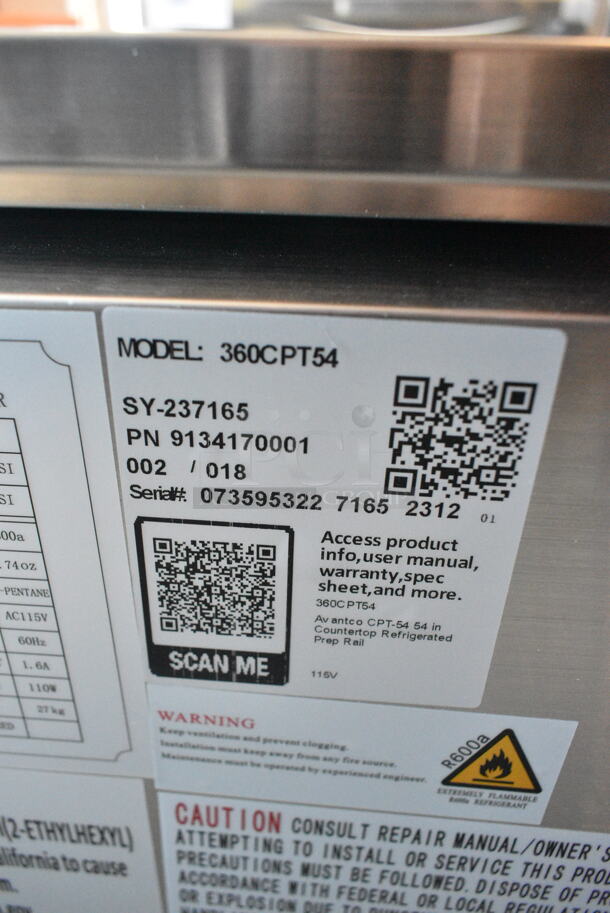 MODEL: 360CPT54
SY-237165
PN 9134170001
002 / 018
Serial#: 073595322 7165 2312
01
Access product
info,user manual,
warranty,spec
sheet,and more.
360CPT54
Avantco CPT-54 54 in
Countertop Refrigerated
Prep Rail
115V
SCAN ME
R
SI
SI
00a
.74oz
-PENTANE
AC115V
60Hz
1.6A
110W
27kg
ED
WARNING
Keep ventilation and prevent clogging.
Installation must keep away from any fire source.
Maintenance must be operated by experienced engineer.
R600a
EXTREMELY FLAMMABLE
R600a REFRIGERANT
(2-ETHYLHEXYL)
alifornia to cause
m.
CAUTION CONSULT REPAIR MANUAL/OWNER'S
ATTEMPTING TO INSTALL OR SERVICE THIS PROD
PRECAUTIONS MUST BE FOLLOWED. DISPOSE OF PR
ACCORDANCE WITH FEDERAL OR LOCAL REGULATIO
OR EXPLOSION DUE TO